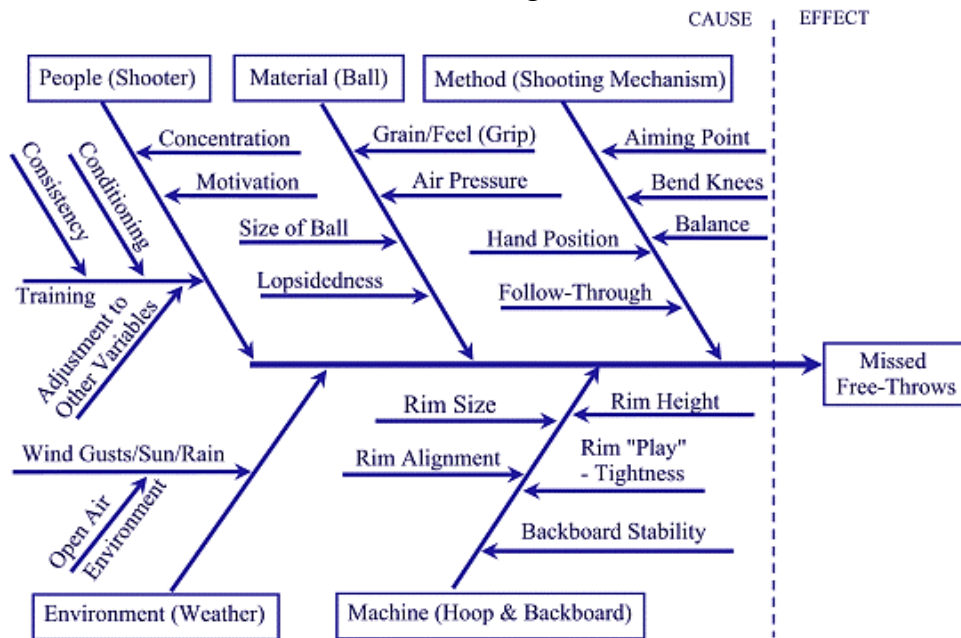 CAUSE
EFFECT
People (Shooter)
Material (Ball)
Method (Shooting Mechanism)
Concentration
Motivation
Consistency
Conditioning
Training
Adjustment to
Other Variables
Grain/Feel (Grip)
Air Pressure
Size of Ball
Lopsidedness
Aiming Point
Bend Knees
Balance
Hand Position
Follow-Through
Missed
Free-Throws
Wind Gusts/Sun/Rain
Open Air
Environment
Rim Size
Rim Height
Rim Alignment
Rim "Play"
- Tightness
Backboard Stability
Environment (Weather)
Machine (Hoop & Backboard)